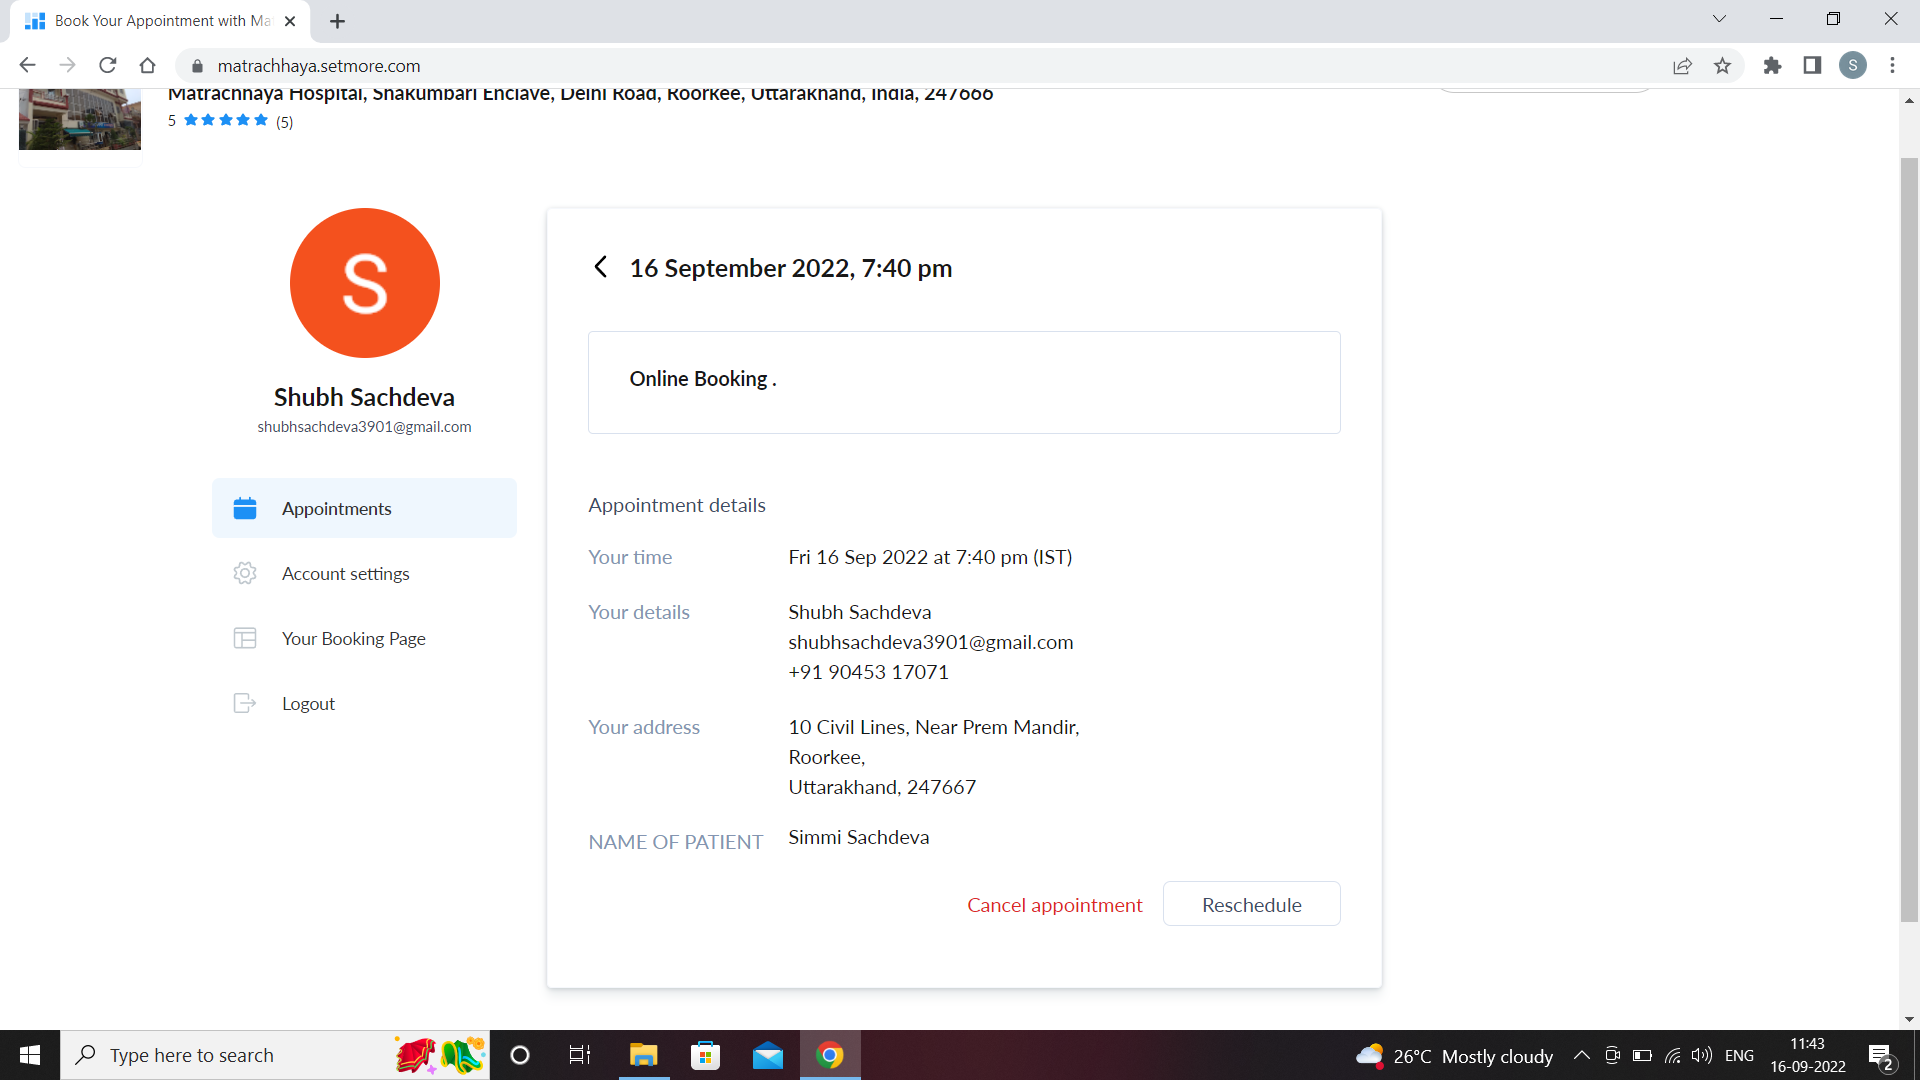 Book Your Appointment with Ma
matrachhaya.setmore.com
S
Matrachhaya Hospital, Shakumbari Enclave, Delhi Road, Roorkee, Uttarakhand, India, 247666
5 (5)
S
Shubh Sachdeva
shubhsachdeva3901@gmail.com
Appointments
Account settings
Your Booking Page
Logout
16 September 2022, 7:40 pm
Online Booking .
Appointment details
Your time Fri 16 Sep 2022 at 7:40 pm (IST)
Your details Shubh Sachdeva
shubhsachdeva3901@gmail.com
+91 90453 17071
Your address 10 Civil Lines, Near Prem Mandir,
Roorkee,
Uttarakhand, 247667
NAME OF PATIENT Simmi Sachdeva
Cancel appointment Reschedule
Type here to search
26°C Mostly cloudy
ENG
11:43
16-09-2022
2